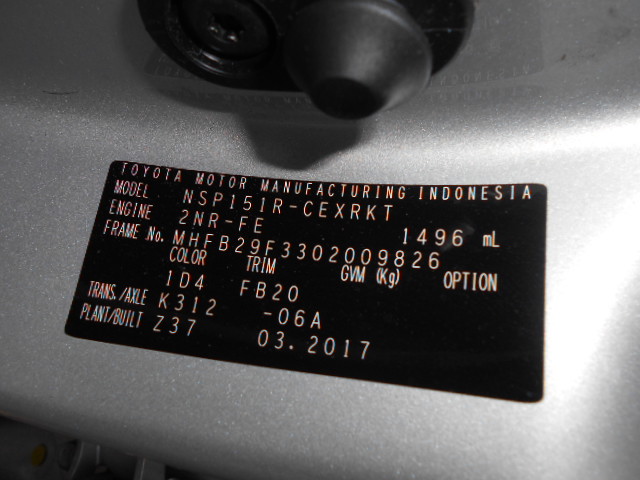 TOYOTA MOTOR MANUFACTURING INDONESIA
MODEL NSP151R-CEXRKT
ENGINE 2NR-FE 1496 mL
FRAME No. MHFB29F3302009826
COLOR TRIM GVM (Kg) OPTION
1D4 FB20
TRANS./AXLE K312 -06A
PLANT/BUILT Z37 03.2017